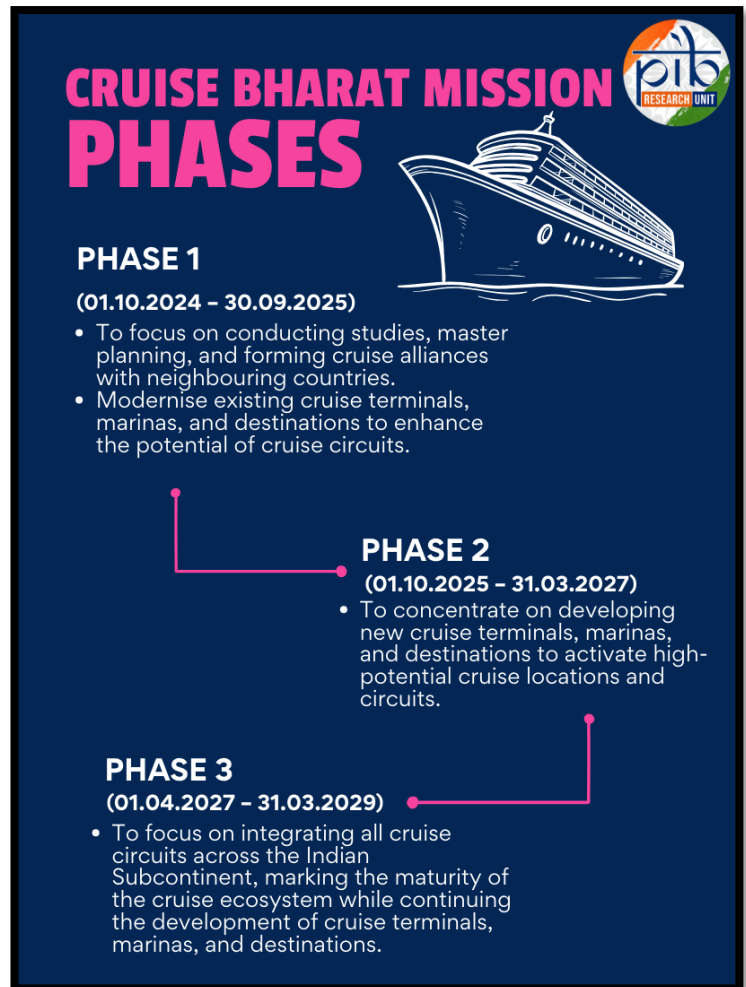 CRUISE BHARAT MISSION
PHASES
pib
RESEARCH UNIT
PHASE 1
(01.10.2024 – 30.09.2025)
• To focus on conducting studies, master
planning, and forming cruise alliances
with neighbouring countries.
• Modernise existing cruise terminals,
marinas, and destinations to enhance
the potential of cruise circuits.
PHASE 2
(01.10.2025 – 31.03.2027)
• To concentrate on developing
new cruise terminals, marinas,
and destinations to activate high-
potential cruise locations and
circuits.
PHASE 3
(01.04.2027 – 31.03.2029)
• To focus on integrating all cruise
circuits across the Indian
Subcontinent, marking the maturity of
the cruise ecosystem while continuing
the development of cruise terminals,
marinas, and destinations.